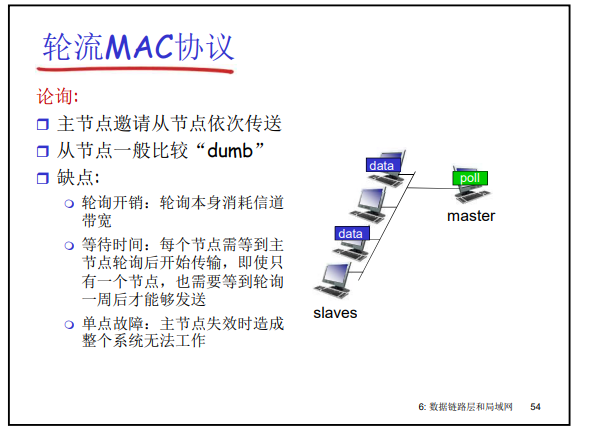 轮流MAC协议
论询:
主节点邀请从节点依次传送
从节点一般比较“dumb”
缺点:
轮询开销：轮询本身消耗信道
带宽
等待时间：每个节点需等到主
节点轮询后开始传输，即使只
有一个节点，也需要等到轮询
一周后才能够发送
单点故障：主节点失效时造成
整个系统无法工作
data
poll
master
data
slaves
6: 数据链路层和局域网 54